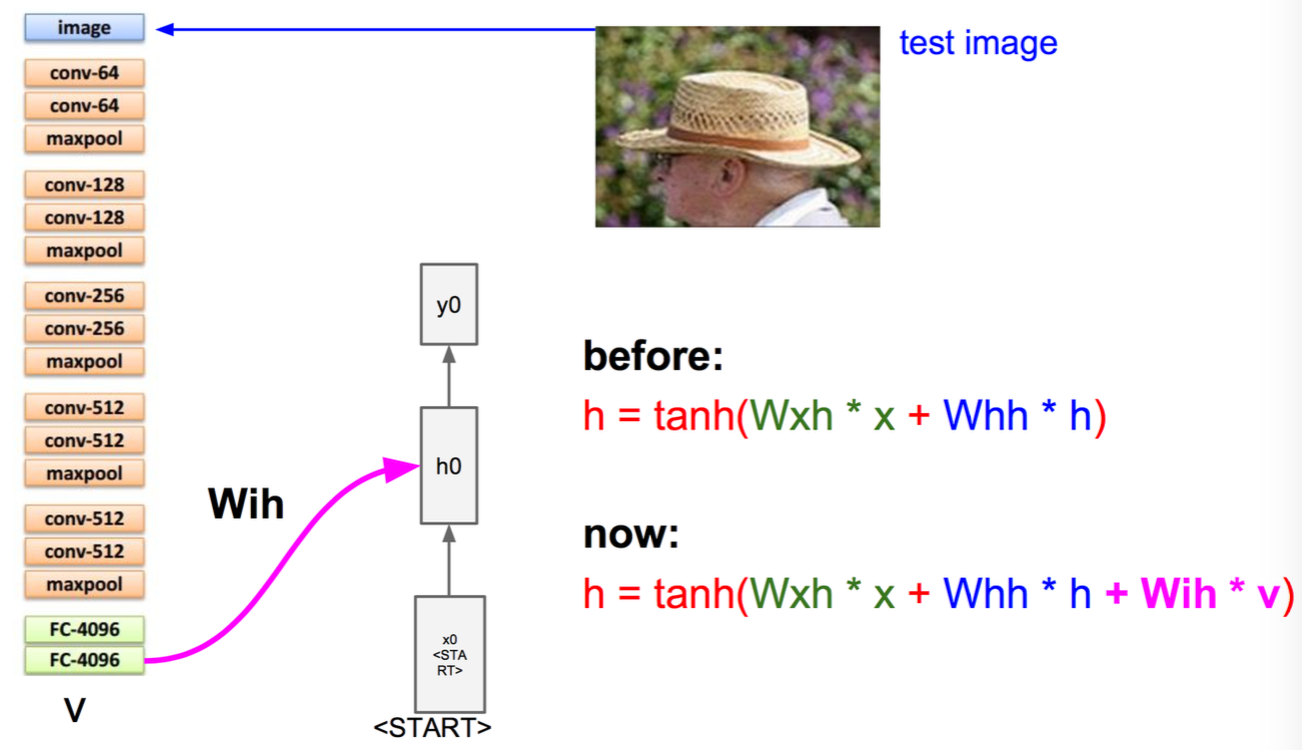 image
test image
conv-64
conv-64
maxpool
conv-128
conv-128
maxpool
conv-256
conv-256
maxpool
conv-512
conv-512
maxpool
conv-512
conv-512
maxpool
FC-4096
FC-4096
v
Wih
y0
h0
x0
<STA
RT>
<START>
before:
h = tanh(Wxh * x + Whh * h)
now:
h = tanh(Wxh * x + Whh * h + Wih * v)